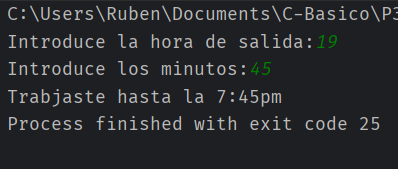 C:\Users\Ruben\Documents\C-Basico\P3
Introduce la hora de salida:19
Introduce los minutos:45
Trabjaste hasta la 7:45pm
Process finished with exit code 25